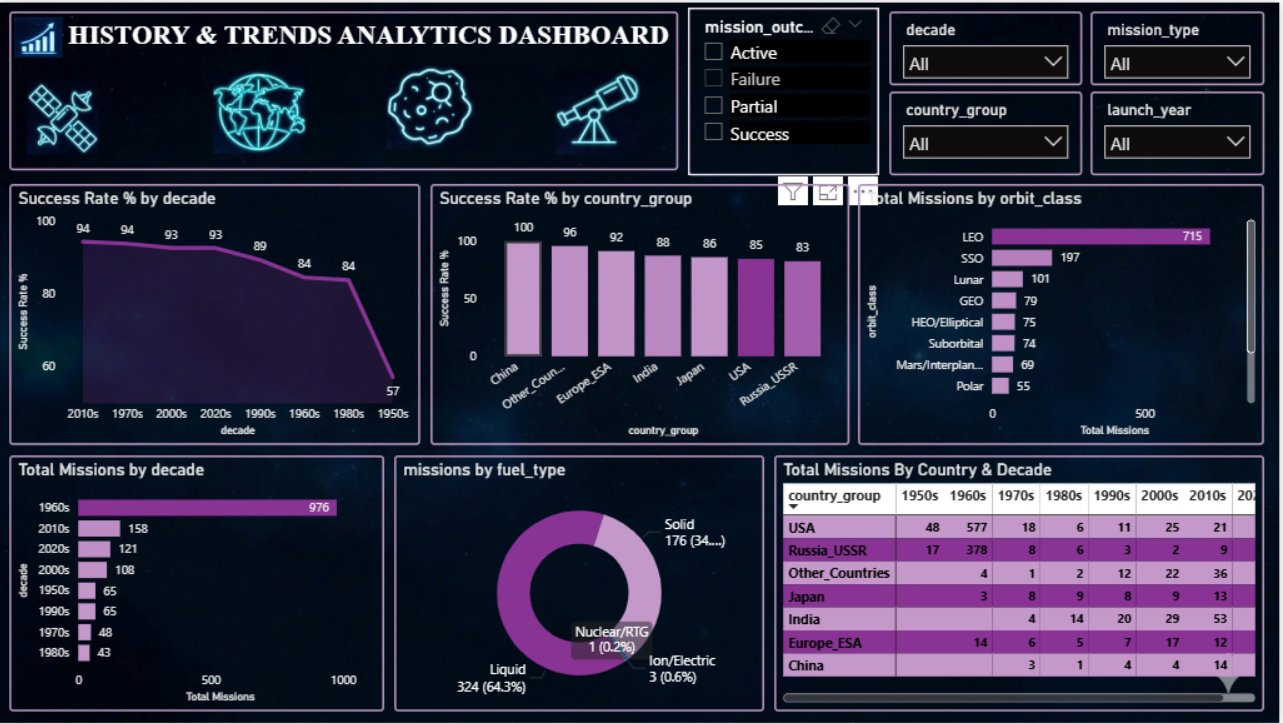 HISTORY & TRENDS ANALYTICS DASHBOARD
mission_outc...
Active
Failure
Partial
Success
decade
All
mission_type
All
country_group
All
launch_year
All
Success Rate % by decade
Success Rate %
100
80
60
94 94 93 93 89 84 84 57
2010s 1970s 2000s 2020s 1990s 1960s 1980s 1950s
decade
Success Rate % by country_group
Success Rate %
100
50
0
100 96 92 88 86 85 83
China Other_Coun... Europe_ESA India Japan USA Russia_USSR
country_group
...
otal Missions by orbit_class
orbit_class
LEO 715
SSO 197
Lunar 101
GEO 79
HEO/Elliptical 75
Suborbital 74
Mars/Interplan... 69
Polar 55
0 500
Total Missions
Total Missions by decade
decade
1960s 976
2010s 158
2020s 121
2000s 108
1950s 65
1990s 65
1970s 48
1980s 43
0 500 1000
Total Missions
missions by fuel_type
Solid
176 (34....)
Nuclear/RTG
1 (0.2%)
Ion/Electric
3 (0.6%)
Liquid
324 (64.3%)
Total Missions By Country & Decade
country_group 1950s 1960s 1970s 1980s 1990s 2000s 2010s 20
USA 48 577 18 6 11 25 21
Russia_USSR 17 378 8 6 3 2 9
Other_Countries 4 1 2 12 22 36
Japan 3 8 9 8 9 13
India 4 14 20 29 53
Europe_ESA 14 6 5 7 17 12
China 3 1 4 4 14